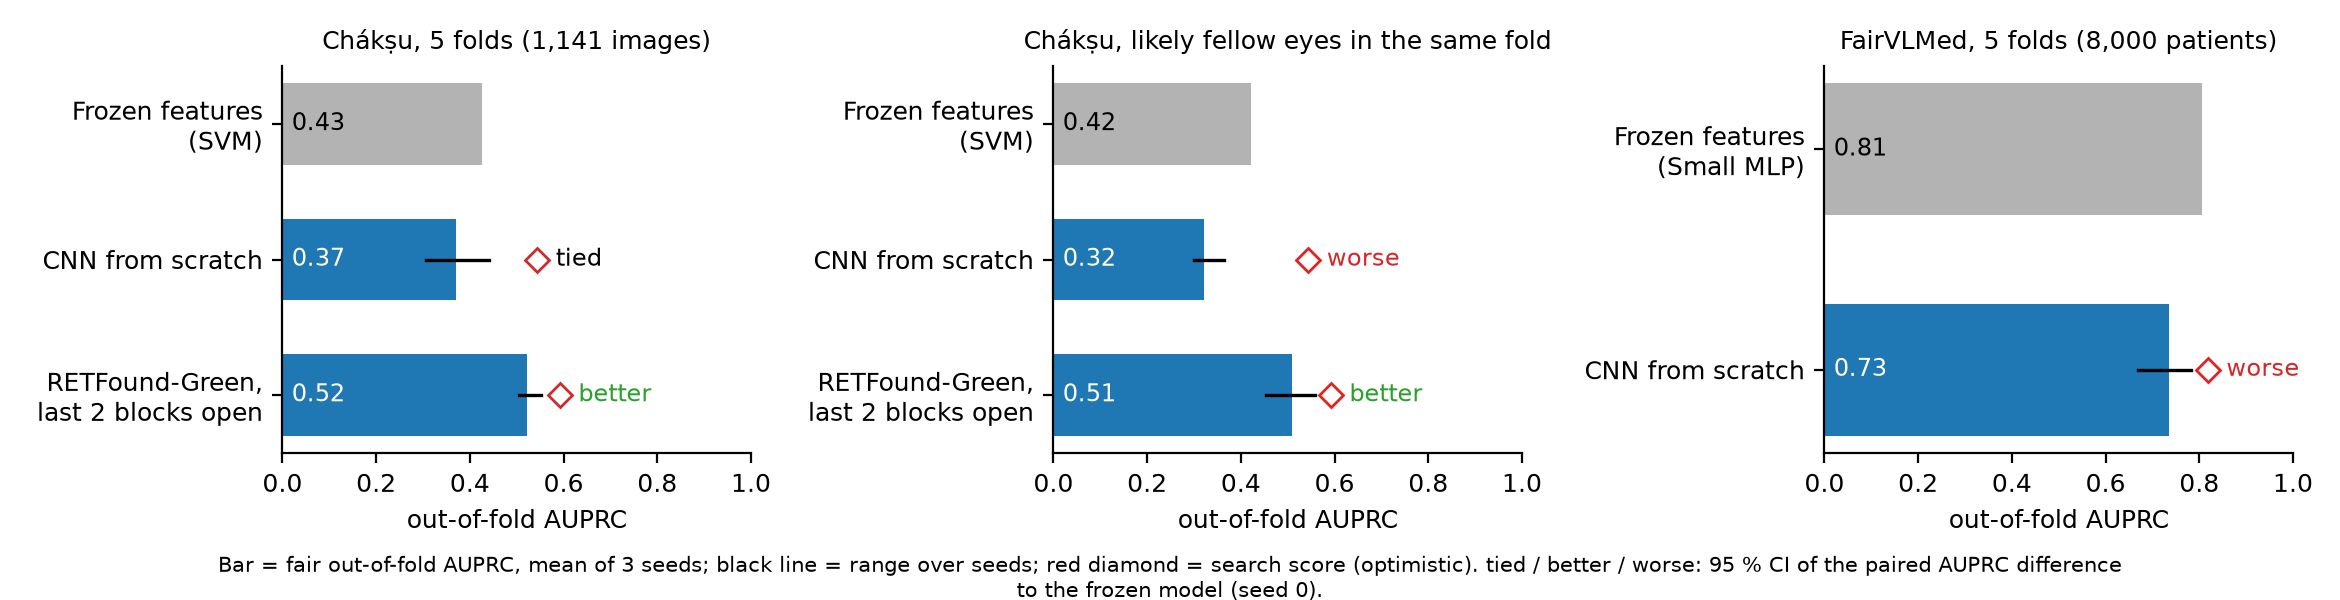 Chákṣu, 5 folds (1,141 images)
Frozen features
(SVM)
0.43
CNN from scratch
0.37
tied
RETFound-Green,
last 2 blocks open
0.52
better
0.0 0.2 0.4 0.6 0.8 1.0
out-of-fold AUPRC
Chákṣu, likely fellow eyes in the same fold
Frozen features
(SVM)
0.42
CNN from scratch
0.32
worse
RETFound-Green,
last 2 blocks open
0.51
better
0.0 0.2 0.4 0.6 0.8 1.0
out-of-fold AUPRC
FairVLMed, 5 folds (8,000 patients)
Frozen features
(Small MLP)
0.81
CNN from scratch
0.73
worse
0.0 0.2 0.4 0.6 0.8 1.0
out-of-fold AUPRC
Bar = fair out-of-fold AUPRC, mean of 3 seeds; black line = range over seeds; red diamond = search score (optimistic). tied / better / worse: 95 % CI of the paired AUPRC difference
to the frozen model (seed 0).